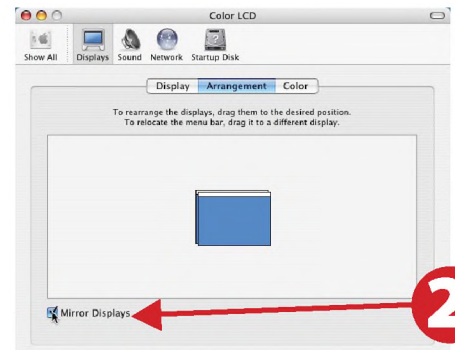 Color LCD
Show All Displays Sound Network Startup Disk
Display Arrangement Color
To rearrange the displays, drag them to the desired position.
To relocate the menu bar, drag it to a different display.
Mirror Displays
2